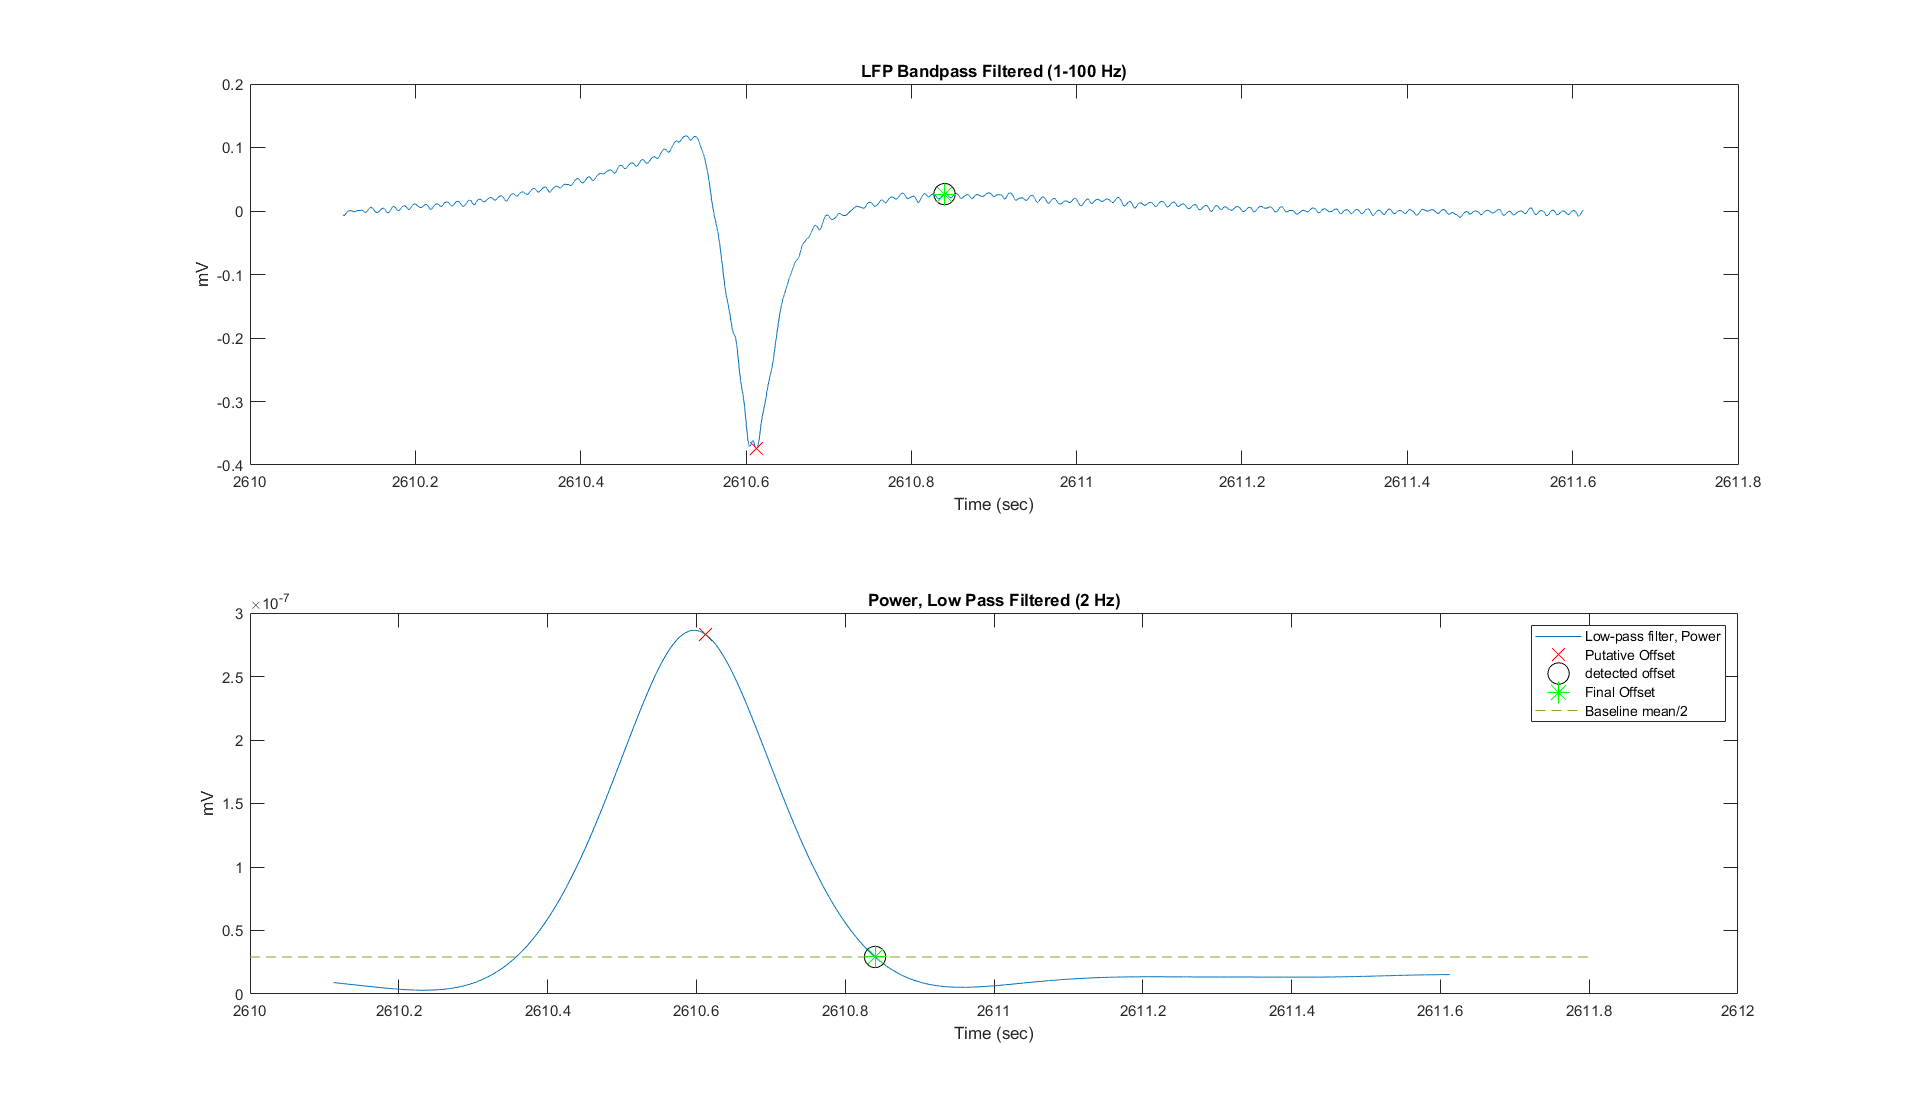 LFP Bandpass Filtered (1-100 Hz)
0.2
0.1
0
-0.1
-0.2
-0.3
-0.4
mV
2610 2610.2 2610.4 2610.6 2610.8 2611 2611.2 2611.4 2611.6 2611.8
Time (sec)
Power, Low Pass Filtered (2 Hz)
×10-7
3
2.5
2
1.5
1
0.5
0
mV
Low-pass filter, Power
Putative Offset
detected offset
Final Offset
Baseline mean/2
2610 2610.2 2610.4 2610.6 2610.8 2611 2611.2 2611.4 2611.6 2611.8 2612
Time (sec)